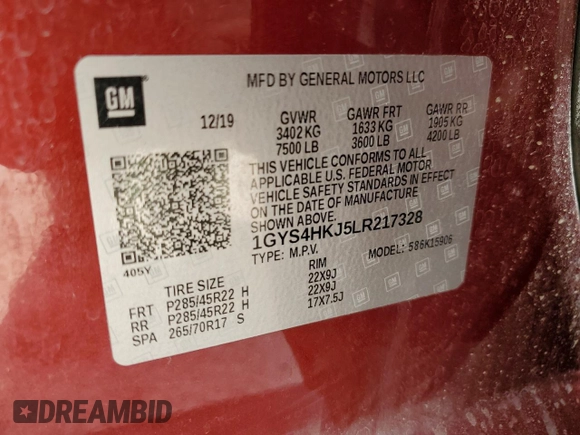 GM
MFD BY GENERAL MOTORS LLC
12/19 GVWR GAWR FRT GAWR RR
3402 KG 1633 KG 1905 KG
7500 LB 3600 LB 4200 LB
THIS VEHICLE CONFORMS TO ALL
APPLICABLE U.S. FEDERAL MOTOR
VEHICLE SAFETY STANDARDS IN EFFECT
ON THE DATE OF MANUFACTURE
SHOWN ABOVE.
1GYS4HKJ5LR217328
TYPE: M.P.V. MODEL: 586K15906
405Y
TIRE SIZE RIM
FRT P285/45R22 H 22X9J
RR P285/45R22 H 22X9J
SPA 265/70R17 S 17X7.5J
DREAMBID